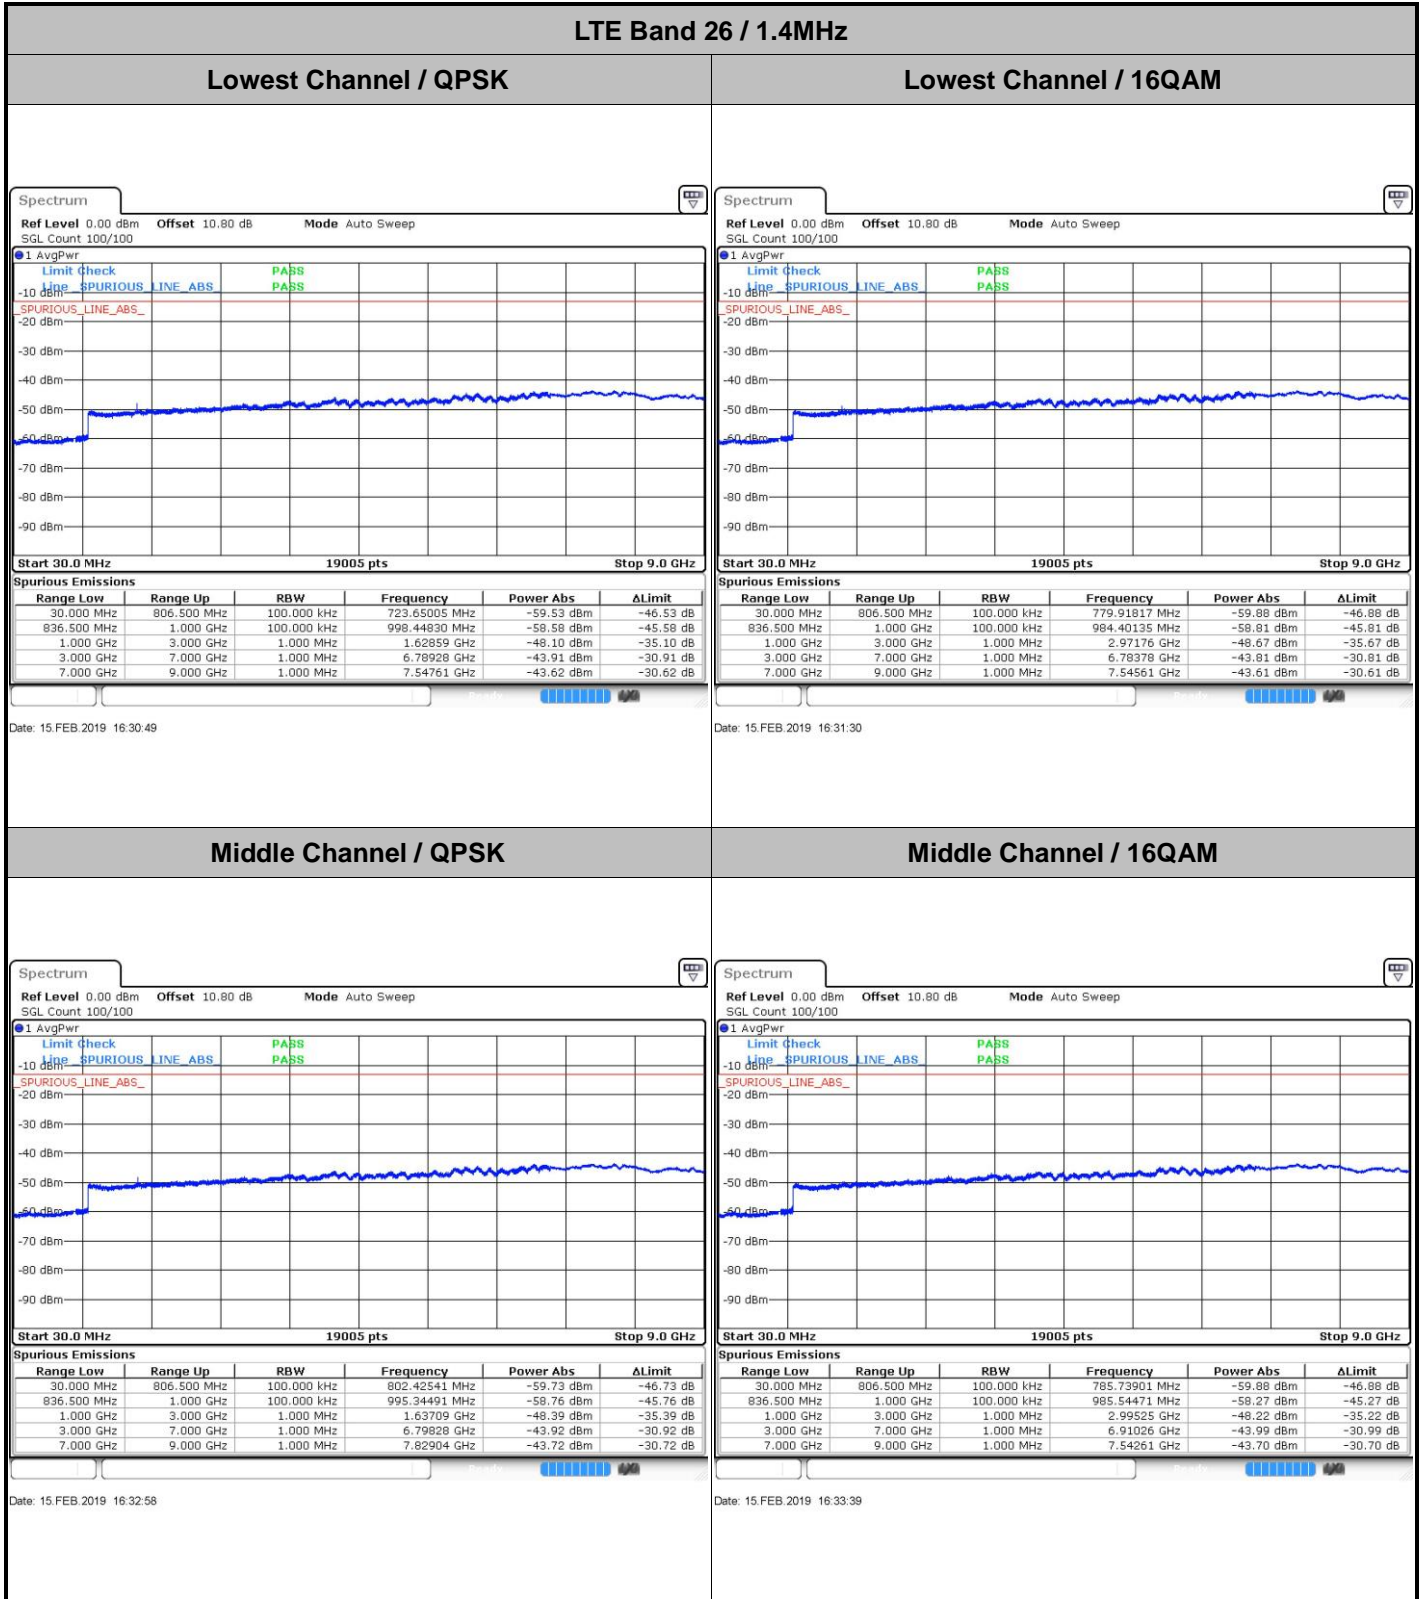 LTE Band 26 / 1.4MHz
Lowest Channel / QPSK
Lowest Channel / 16QAM
Spectrum
Ref Level 0.00 dBm Offset 10.80 dB Mode Auto Sweep
SGL Count 100/100
1 AvgPwr
Limit Check PASS
Line _SPURIOUS_LINE_ABS_ PASS
-10 dBm
_SPURIOUS_LINE_ABS_
-20 dBm
-30 dBm
-40 dBm
-50 dBm
-60 dBm
-70 dBm
-80 dBm
-90 dBm
Start 30.0 MHz 19005 pts Stop 9.0 GHz
Spurious Emissions
Range Low Range Up RBW Frequency Power Abs ΔLimit
30.000 MHz 806.500 MHz 100.000 kHz 723.65005 MHz -59.53 dBm -46.53 dB
836.500 MHz 1.000 GHz 100.000 kHz 998.44830 MHz -58.58 dBm -45.58 dB
1.000 GHz 3.000 GHz 1.000 MHz 1.62859 GHz -48.10 dBm -35.10 dB
3.000 GHz 7.000 GHz 1.000 MHz 6.78928 GHz -43.91 dBm -30.91 dB
7.000 GHz 9.000 GHz 1.000 MHz 7.54761 GHz -43.62 dBm -30.62 dB
Date: 15.FEB.2019 16:30:49
Spectrum
Ref Level 0.00 dBm Offset 10.80 dB Mode Auto Sweep
SGL Count 100/100
1 AvgPwr
Limit Check PASS
Line _SPURIOUS_LINE_ABS_ PASS
-10 dBm
_SPURIOUS_LINE_ABS_
-20 dBm
-30 dBm
-40 dBm
-50 dBm
-60 dBm
-70 dBm
-80 dBm
-90 dBm
Start 30.0 MHz 19005 pts Stop 9.0 GHz
Spurious Emissions
Range Low Range Up RBW Frequency Power Abs ΔLimit
30.000 MHz 806.500 MHz 100.000 kHz 779.91817 MHz -59.88 dBm -46.88 dB
836.500 MHz 1.000 GHz 100.000 kHz 984.40135 MHz -58.81 dBm -45.81 dB
1.000 GHz 3.000 GHz 1.000 MHz 2.97176 GHz -48.67 dBm -35.67 dB
3.000 GHz 7.000 GHz 1.000 MHz 6.78378 GHz -43.81 dBm -30.81 dB
7.000 GHz 9.000 GHz 1.000 MHz 7.54561 GHz -43.61 dBm -30.61 dB
Date: 15.FEB.2019 16:31:30
Middle Channel / QPSK
Middle Channel / 16QAM
Spectrum
Ref Level 0.00 dBm Offset 10.80 dB Mode Auto Sweep
SGL Count 100/100
1 AvgPwr
Limit Check PASS
Line _SPURIOUS_LINE_ABS_ PASS
-10 dBm
_SPURIOUS_LINE_ABS_
-20 dBm
-30 dBm
-40 dBm
-50 dBm
-60 dBm
-70 dBm
-80 dBm
-90 dBm
Start 30.0 MHz 19005 pts Stop 9.0 GHz
Spurious Emissions
Range Low Range Up RBW Frequency Power Abs ΔLimit
30.000 MHz 806.500 MHz 100.000 kHz 802.42541 MHz -59.73 dBm -46.73 dB
836.500 MHz 1.000 GHz 100.000 kHz 995.34491 MHz -58.76 dBm -45.76 dB
1.000 GHz 3.000 GHz 1.000 MHz 1.63709 GHz -48.39 dBm -35.39 dB
3.000 GHz 7.000 GHz 1.000 MHz 6.79828 GHz -43.92 dBm -30.92 dB
7.000 GHz 9.000 GHz 1.000 MHz 7.82904 GHz -43.72 dBm -30.72 dB
Date: 15.FEB.2019 16:32:58
Spectrum
Ref Level 0.00 dBm Offset 10.80 dB Mode Auto Sweep
SGL Count 100/100
1 AvgPwr
Limit Check PASS
Line _SPURIOUS_LINE_ABS_ PASS
-10 dBm
_SPURIOUS_LINE_ABS_
-20 dBm
-30 dBm
-40 dBm
-50 dBm
-60 dBm
-70 dBm
-80 dBm
-90 dBm
Start 30.0 MHz 19005 pts Stop 9.0 GHz
Spurious Emissions
Range Low Range Up RBW Frequency Power Abs ΔLimit
30.000 MHz 806.500 MHz 100.000 kHz 785.73901 MHz -59.88 dBm -46.88 dB
836.500 MHz 1.000 GHz 100.000 kHz 985.54471 MHz -58.27 dBm -45.27 dB
1.000 GHz 3.000 GHz 1.000 MHz 2.99525 GHz -48.22 dBm -35.22 dB
3.000 GHz 7.000 GHz 1.000 MHz 6.91026 GHz -43.99 dBm -30.99 dB
7.000 GHz 9.000 GHz 1.000 MHz 7.54261 GHz -43.70 dBm -30.70 dB
Date: 15.FEB.2019 16:33:39